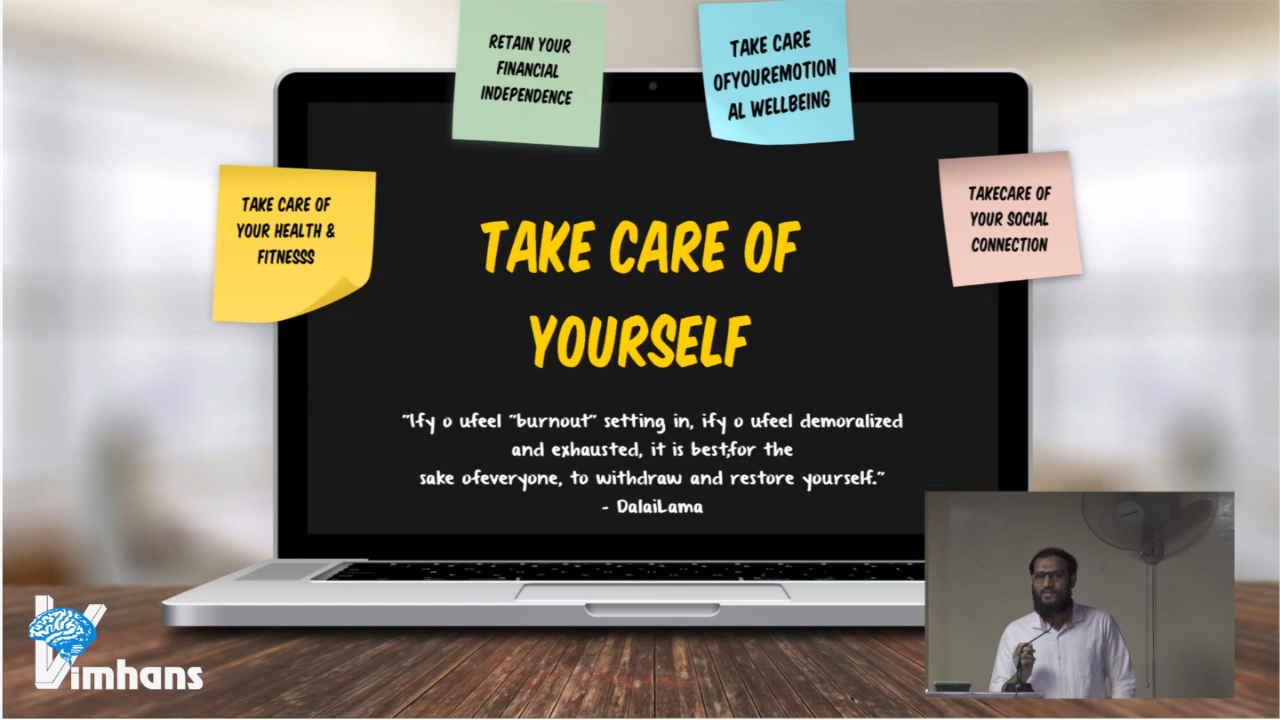 RETAIN YOUR
FINANCIAL
INDEPENDENCE
TAKE CARE
OFYOUREMOTION
AL WELLBEING
TAKE CARE OF
YOUR HEALTH &
FITNESSS
TAKECARE OF
YOUR SOCIAL
CONNECTION
TAKE CARE OF
YOURSELF
"Ify o ufeel "burnout" setting in, ify o ufeel demoralized
and exhausted, it is best;for the
sake ofeveryone, to withdraw and restore yourself."
- DalaiLama
Vimhans